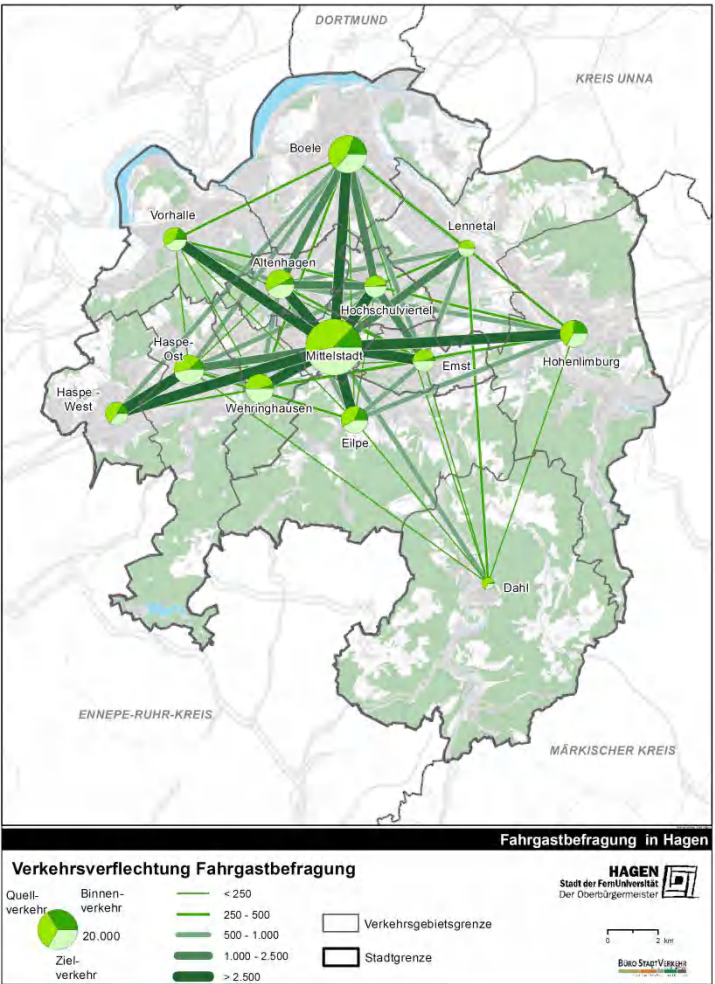 DORTMUND
KREIS UNNA
Boele
Vorhalle
Lennetal
Altenhagen
Hochschulviertel
Haspe-
Ost
Mittelstadt
Emst
Hohenlimburg
Haspe -
West
Wehringhausen
Eilpe
Dahl
ENNEPE-RUHR-KREIS
MÄRKISCHER KREIS
Fahrgastbefragung in Hagen
Verkehrsverflechtung Fahrgastbefragung
Quell-
verkehr
Binnen-
verkehr
20.000
Ziel-
verkehr
< 250
250 - 500
500 - 1.000
1.000 - 2.500
> 2.500
Verkehrsgebietsgrenze
Stadtgrenze
HAGEN
Stadt der FernUniversität
Der Oberbürgermeister
0 2 km
BÜRO STADTVERKEHR